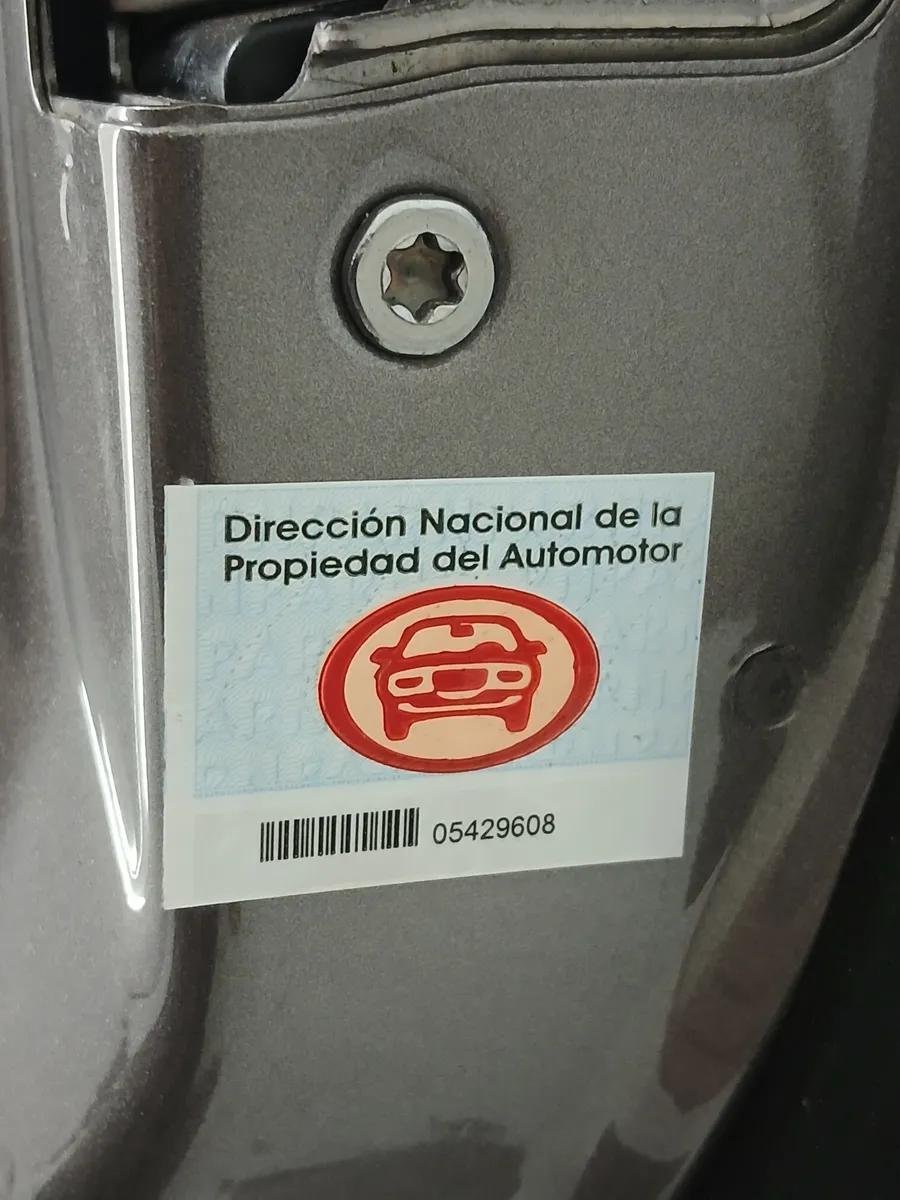 Dirección Nacional de la
Propiedad del Automotor
05429608